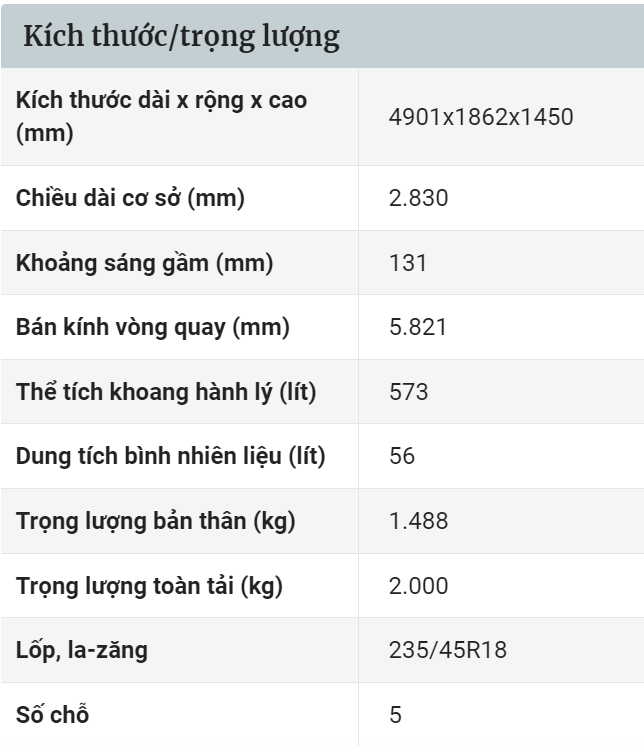 Kích thước/trọng lượng
Kích thước dài x rộng x cao
(mm)
4901x1862x1450
Chiều dài cơ sở (mm)
2.830
Khoảng sáng gầm (mm)
131
Bán kính vòng quay (mm)
5.821
Thể tích khoang hành lý (lít)
573
Dung tích bình nhiên liệu (lít)
56
Trọng lượng bản thân (kg)
1.488
Trọng lượng toàn tải (kg)
2.000
Lốp, la-zăng
235/45R18
Số chỗ
5